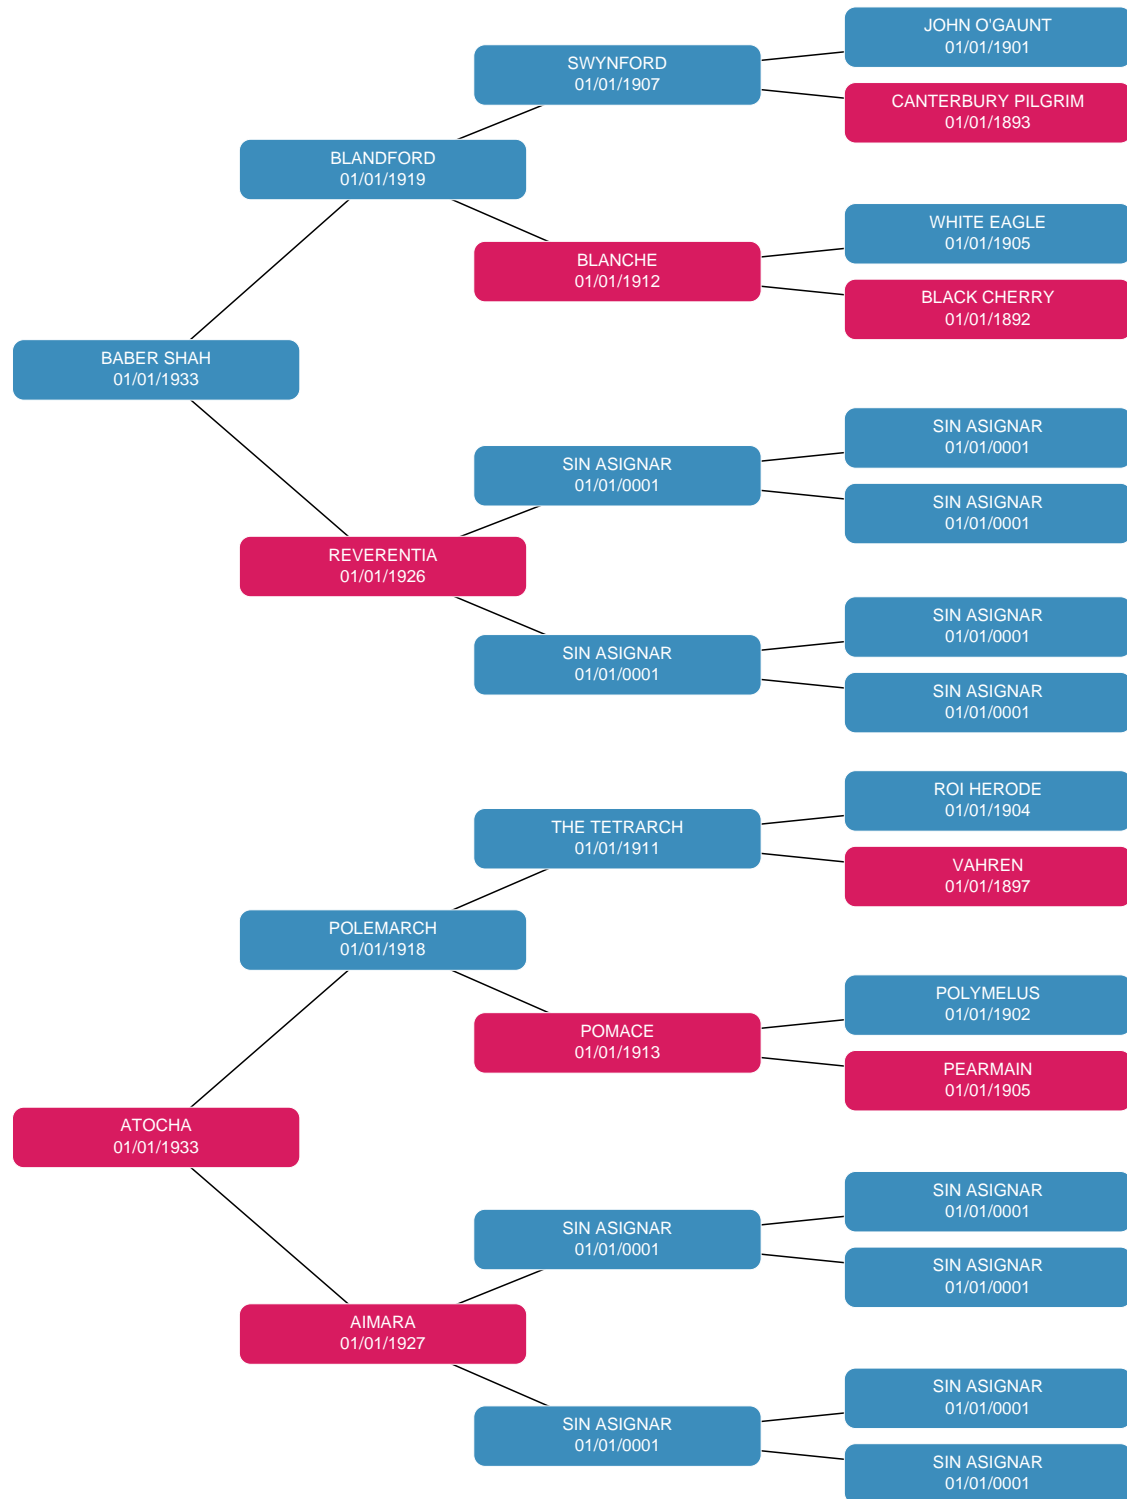 JOHN O'GAUNT
01/01/1901
SWYNFORD
01/01/1907
CANTERBURY PILGRIM
01/01/1893
BLANDFORD
01/01/1919
WHITE EAGLE
01/01/1905
BLANCHE
01/01/1912
BLACK CHERRY
01/01/1892
BABER SHAH
01/01/1933
SIN ASIGNAR
01/01/0001
SIN ASIGNAR
01/01/0001
SIN ASIGNAR
01/01/0001
REVERENTIA
01/01/1926
SIN ASIGNAR
01/01/0001
SIN ASIGNAR
01/01/0001
SIN ASIGNAR
01/01/0001
ROI HERODE
01/01/1904
THE TETRARCH
01/01/1911
VAHREN
01/01/1897
POLEMARCH
01/01/1918
POLYMELUS
01/01/1902
POMACE
01/01/1913
PEARMAIN
01/01/1905
ATOCHA
01/01/1933
SIN ASIGNAR
01/01/0001
SIN ASIGNAR
01/01/0001
SIN ASIGNAR
01/01/0001
AIMARA
01/01/1927
SIN ASIGNAR
01/01/0001
SIN ASIGNAR
01/01/0001
SIN ASIGNAR
01/01/0001